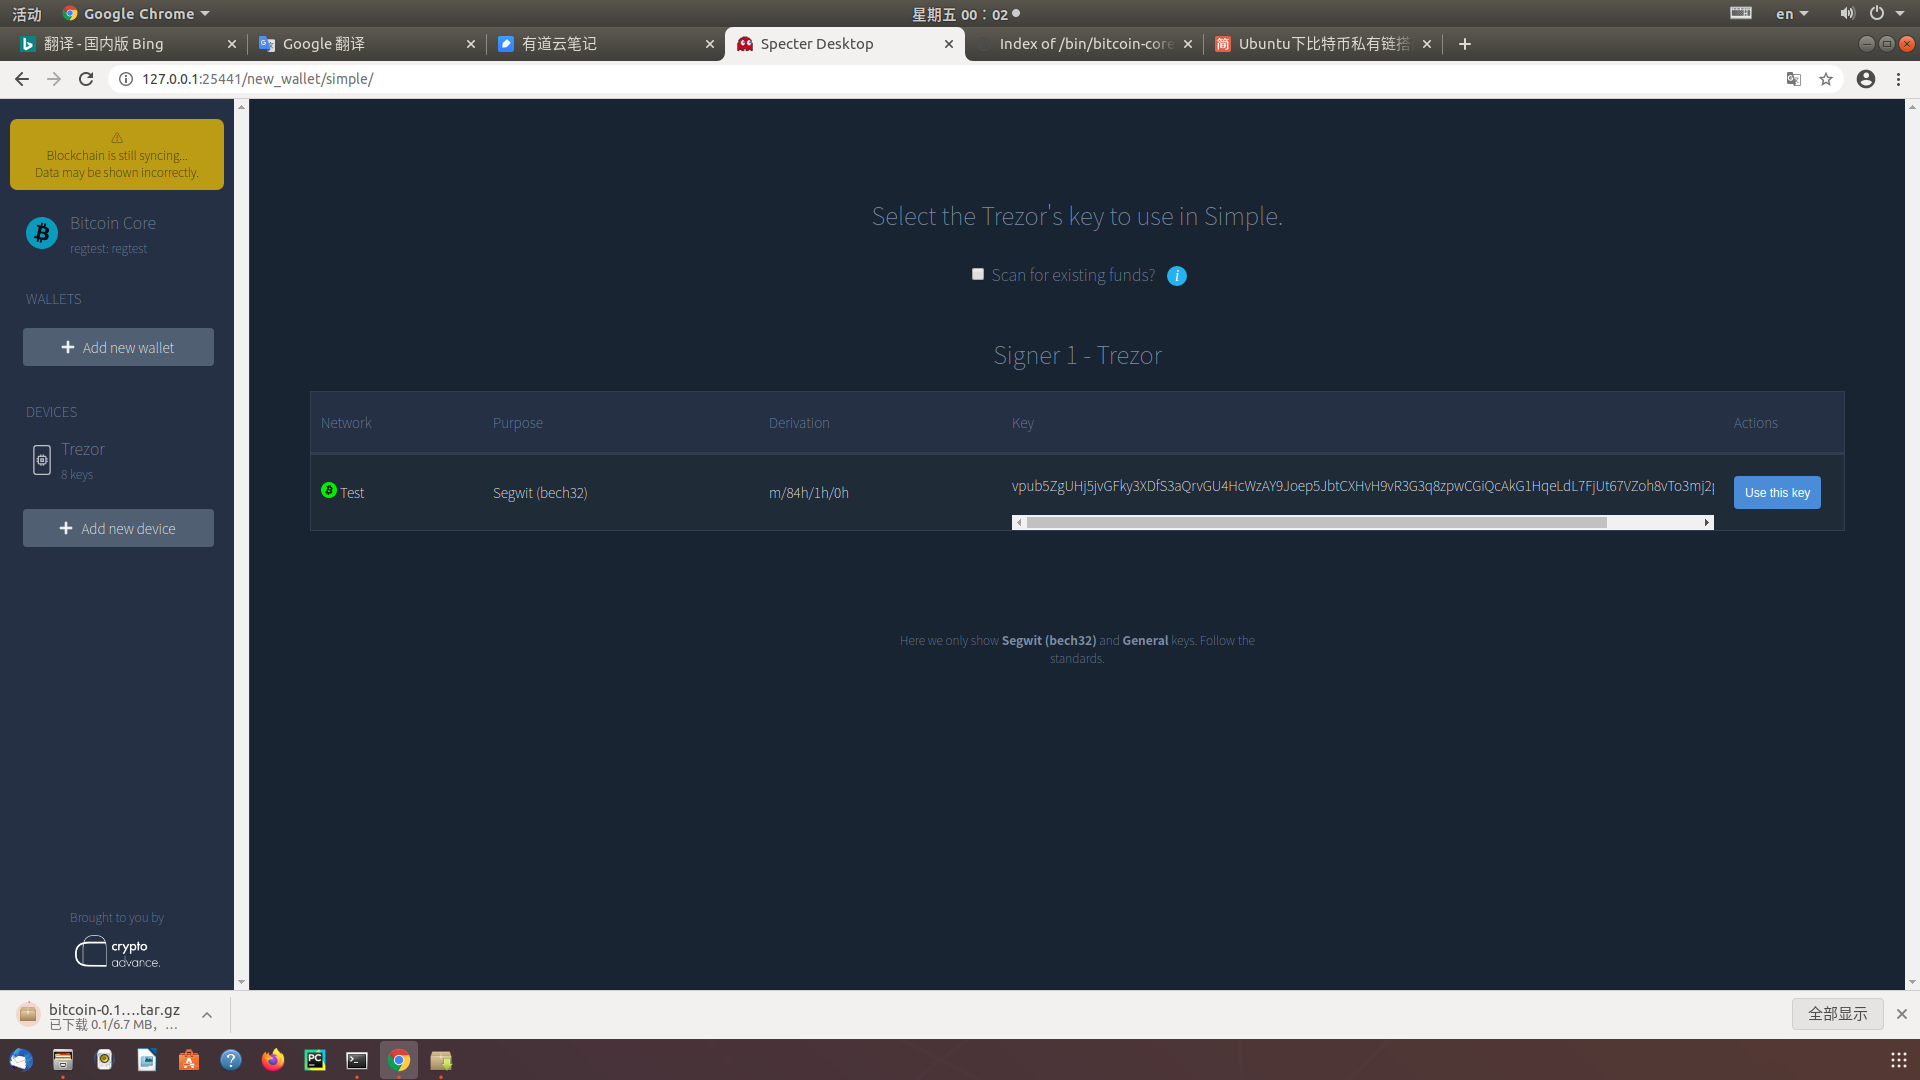 活动
Google Chrome
星期五 00：02
en
翻译 - 国内版 Bing
Google 翻译
有道云笔记
Specter Desktop
Index of /bin/bitcoin-core
Ubuntu下比特币私有链搭
127.0.0.1:25441/new_wallet/simple/
Blockchain is still syncing...
Data may be shown incorrectly.
Bitcoin Core
regtest: regtest
WALLETS
Add new wallet
DEVICES
Trezor
8 keys
Add new device
Brought to you by
crypto
advance.
Select the Trezor's key to use in Simple.
Scan for existing funds?
i
Signer 1 - Trezor
Network Purpose Derivation Key Actions
Test Segwit (bech32) m/84h/1h/0h vpub5ZgUHj5jvGFky3XDfS3aQrvGU4HcWzAY9Joep5JbtCXHvH9vR3G3q8zpwCGiQcAkG1HqeLdL7FjUt67VZoh8vTo3mj2p Use this key
Here we only show Segwit (bech32) and General keys. Follow the
standards.
bitcoin-0.1....tar.gz
已下载 0.1/6.7 MB，...
全部显示